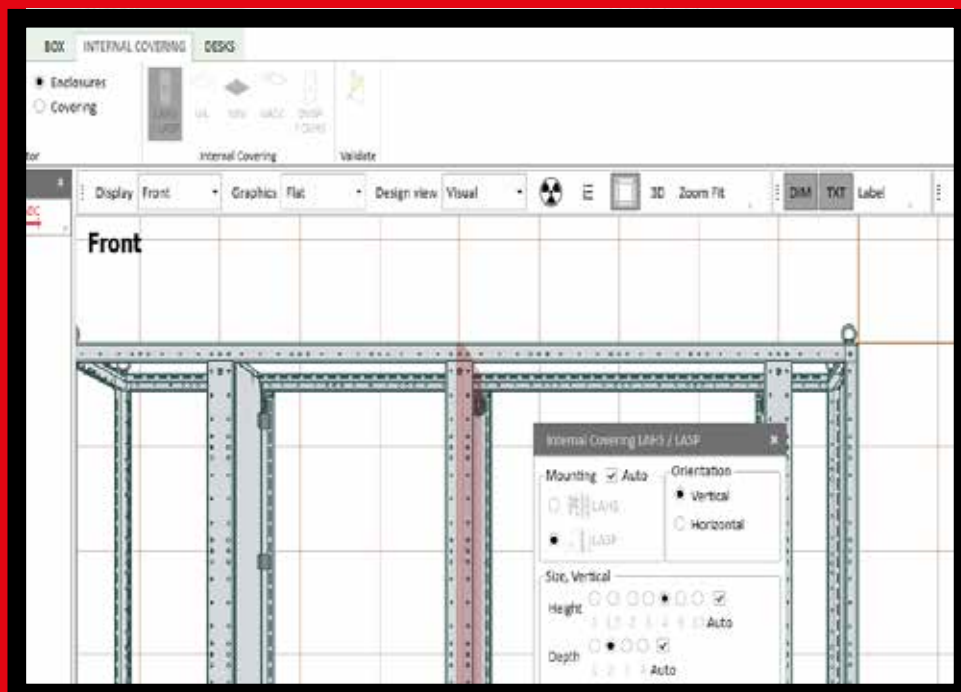 BOX INTERNAL COVERING DESKS
Enclosures
Covering
Internal Covering Validate
Display Front Graphics Flat Design view Visual 3D Zoom Fit DIM TXT Label
Front
Internal Covering LAHS / LASP
Mounting Auto Orientation
Vertical
LAHS
Horizontal
LASP
Size, Vertical
Height
Auto
Depth
Auto